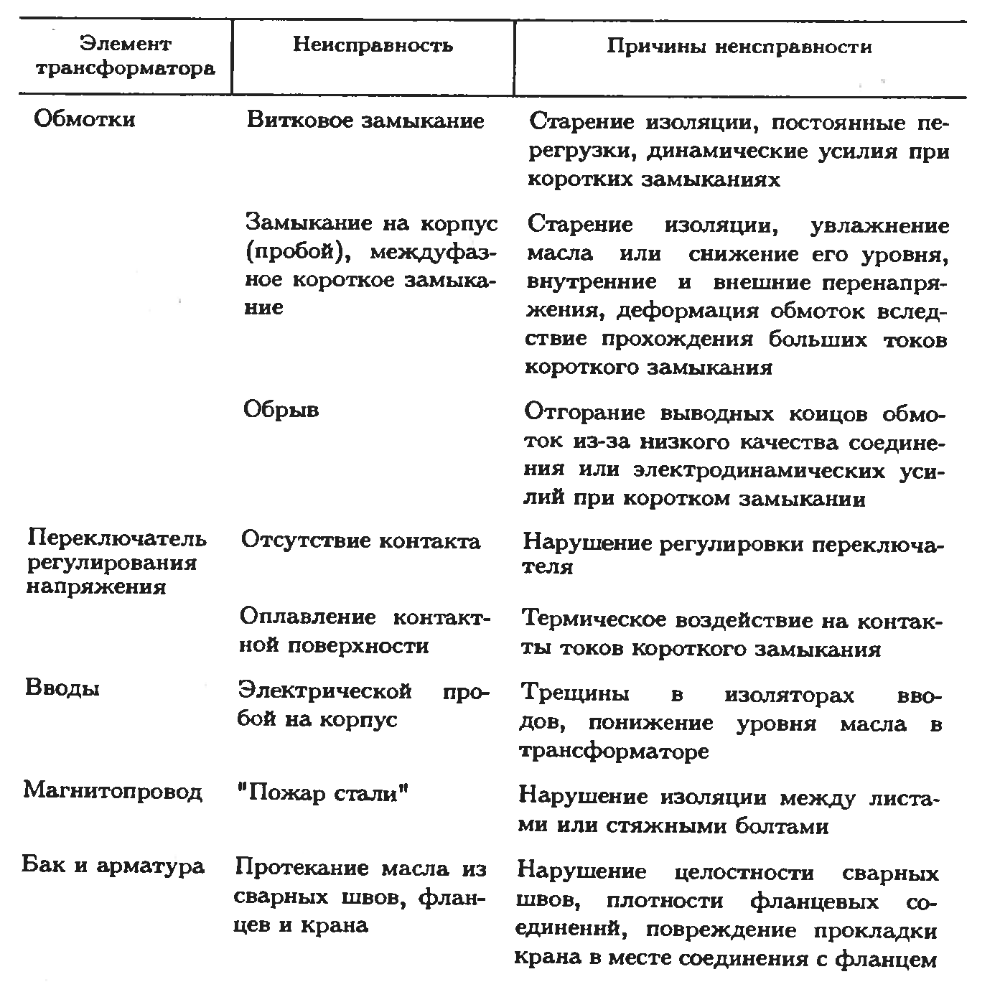 Элемент
трансформатора
Неисправность
Причины неисправности
Обмотки
Витковое замыкание
Старение изоляции, постоянные пе-
регрузки, динамические усилия при
коротких замыканиях
Замыкание на корпус
(пробой), междуфаз-
ное короткое замыка-
ние
Старение изоляции, увлажнение
масла или снижение его уровня,
внутренние и внешние перенапря-
жения, деформация обмоток вслед-
ствие прохождения больших токов
короткого замыкания
Обрыв
Отгорание выводных коицов обмо-
ток из-за низкого качества соедине-
ния или электродинамических уси-
лий при коротком замыкании
Переключатель
регулирования
напряжения
Отсутствие контакта
Нарушение регулировки переключа-
теля
Оплавление контакт-
ной поверхности
Термическое воздействие на контак-
ты токов короткого замыкания
Вводы
Электрической про-
бой на корпус
Трещины в изоляторах вво-
дов, понижение уровня масла в
трансформаторе
Магнитопровод
"Пожар стали"
Нарушение изоляции между листа-
ми или стяжными болтами
Бак и арматура
Протекание масла из
сварных швов, флан-
цев и крана
Нарушение целостности сварных
швов, плотности фланцевых со-
единеннй, повреждение прокладки
крана в месте соединения с фланцем